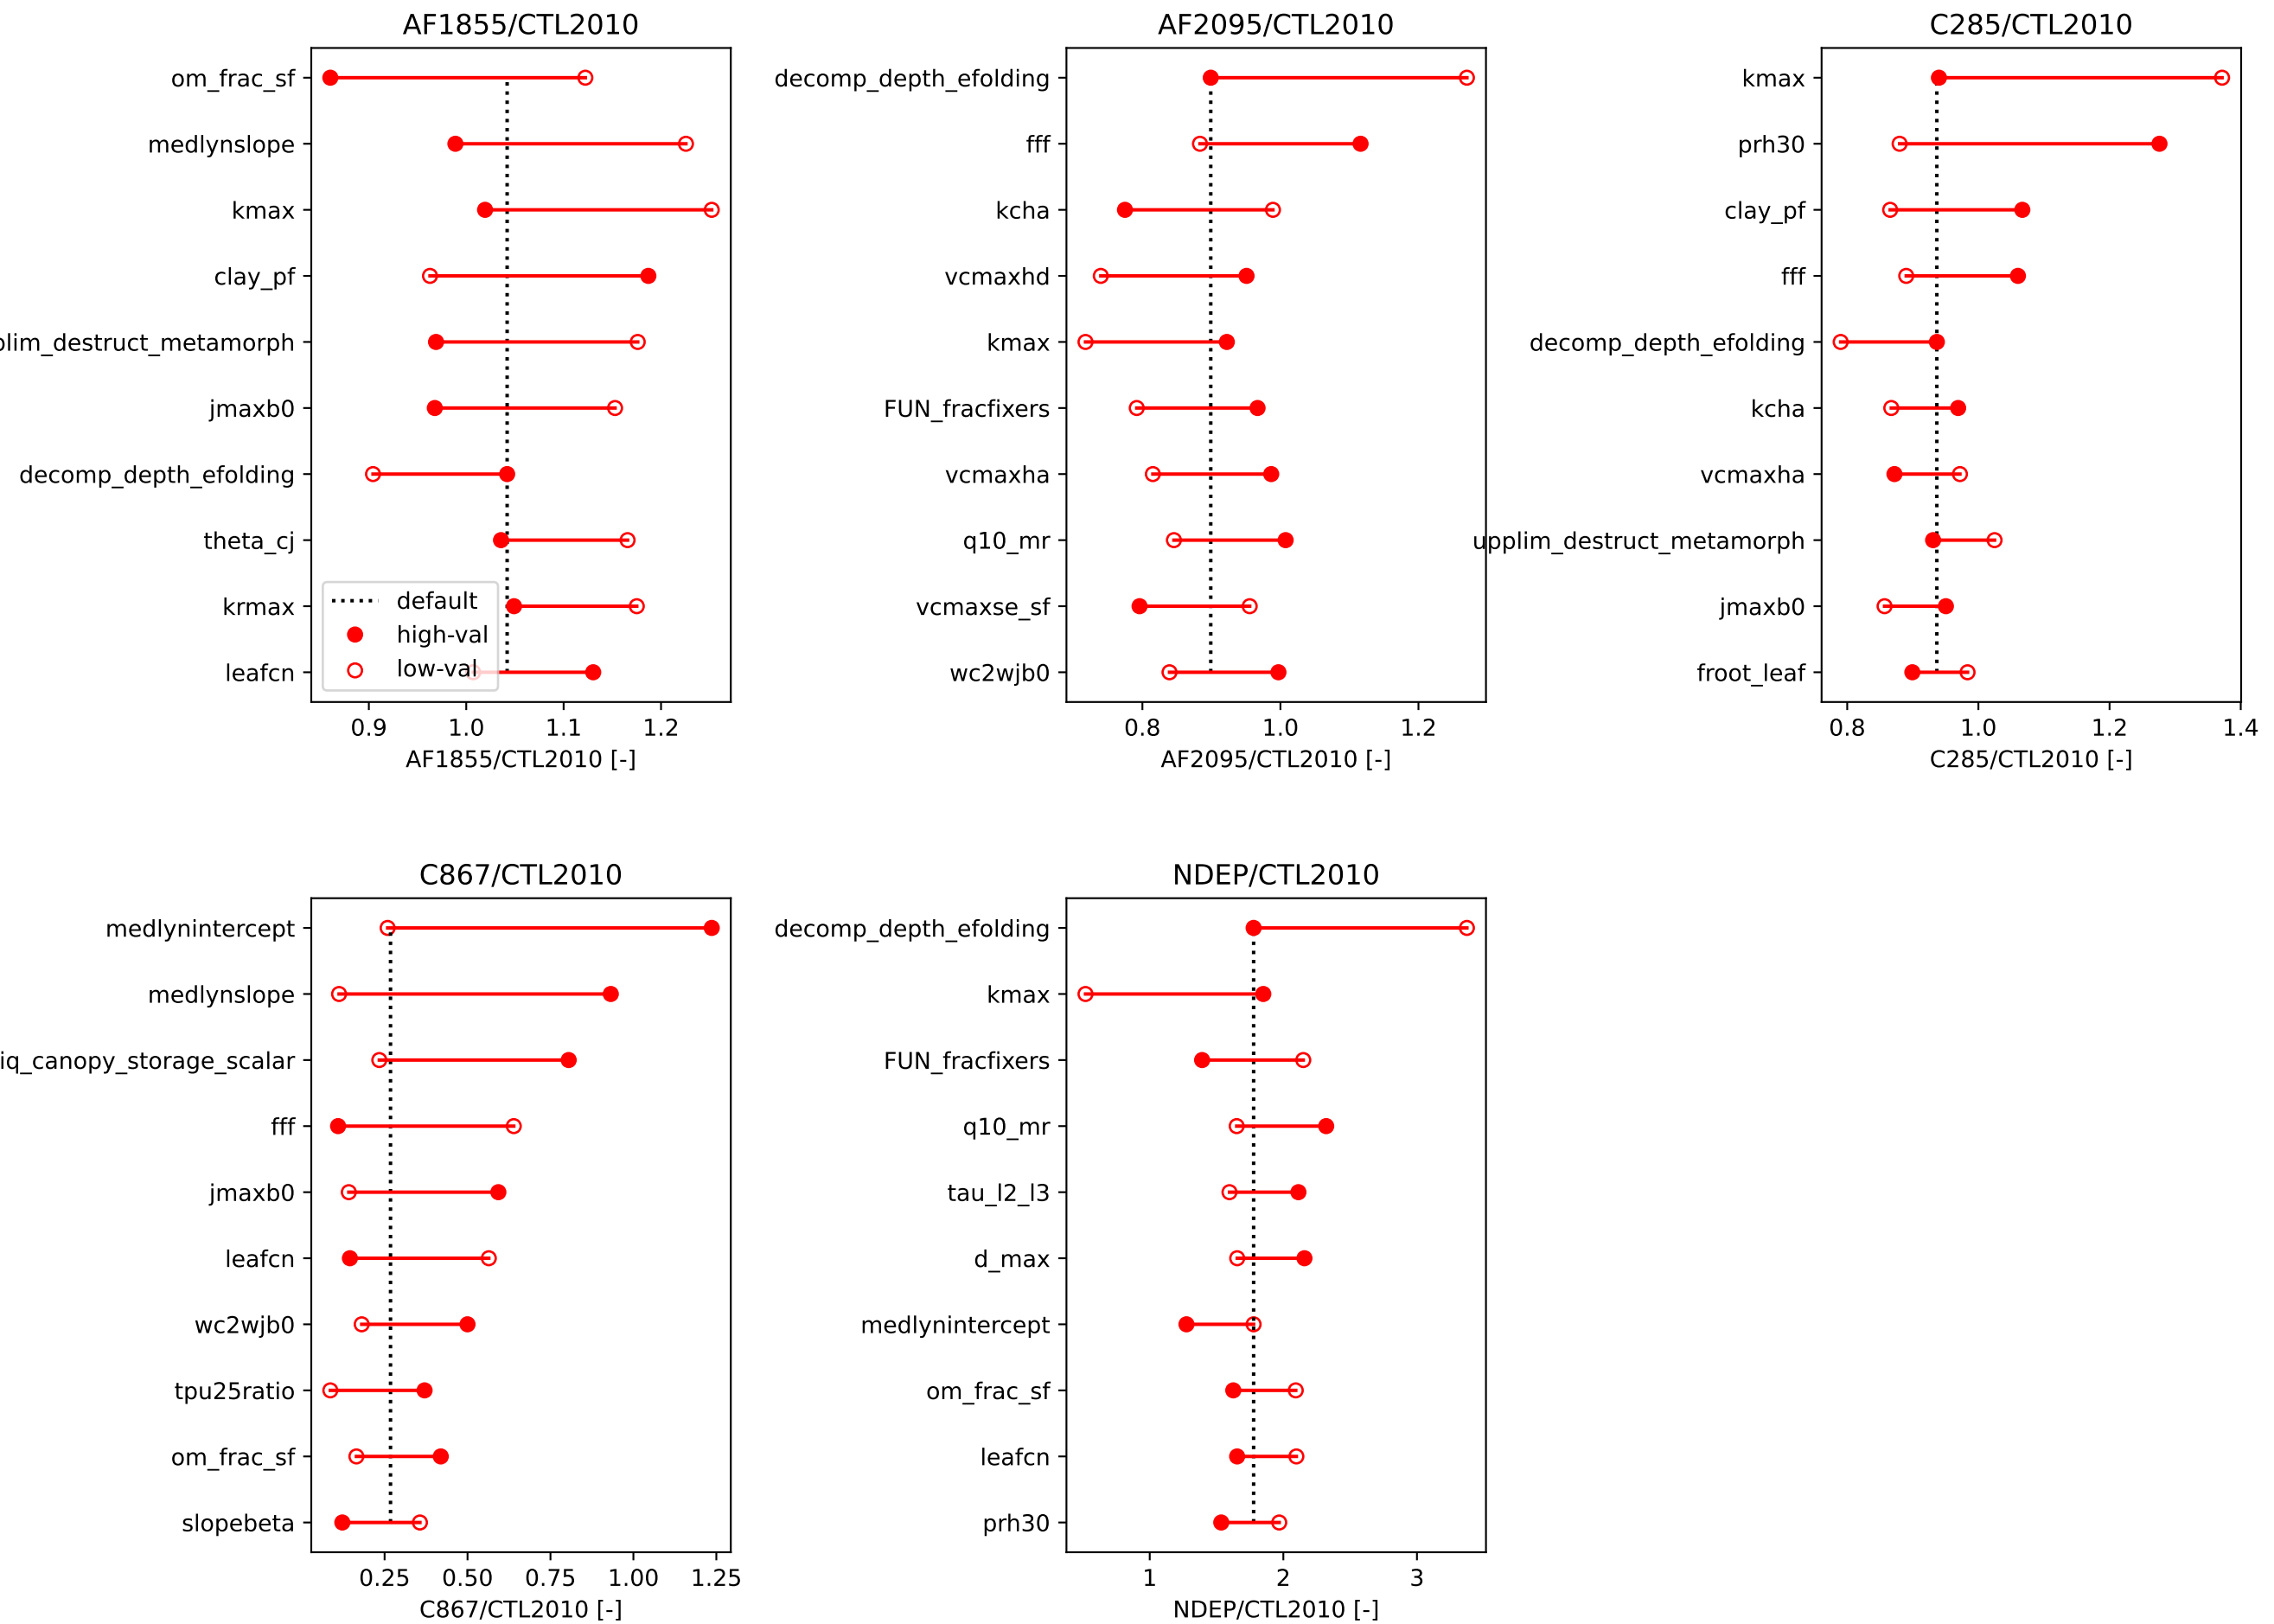 AF1855/CTL2010
om_frac_sf
medlynslope
kmax
clay_pf
plim_destruct_metamorph
jmaxb0
decomp_depth_efolding
theta_cj
krmax
leafcn
default
high-val
low-val
0.9 1.0 1.1 1.2
AF1855/CTL2010 [-]
AF2095/CTL2010
decomp_depth_efolding
fff
kcha
vcmaxhd
kmax
FUN_fracfixers
vcmaxha
q10_mr
vcmaxse_sf
wc2wjb0
0.8 1.0 1.2
AF2095/CTL2010 [-]
C285/CTL2010
kmax
prh30
clay_pf
fff
decomp_depth_efolding
kcha
vcmaxha
upplim_destruct_metamorph
jmaxb0
froot_leaf
0.8 1.0 1.2 1.4
C285/CTL2010 [-]
C867/CTL2010
medlynintercept
medlynslope
iq_canopy_storage_scalar
fff
jmaxb0
leafcn
wc2wjb0
tpu25ratio
om_frac_sf
slopebeta
0.25 0.50 0.75 1.00 1.25
C867/CTL2010 [-]
NDEP/CTL2010
decomp_depth_efolding
kmax
FUN_fracfixers
q10_mr
tau_l2_l3
d_max
medlynintercept
om_frac_sf
leafcn
prh30
1 2 3
NDEP/CTL2010 [-]